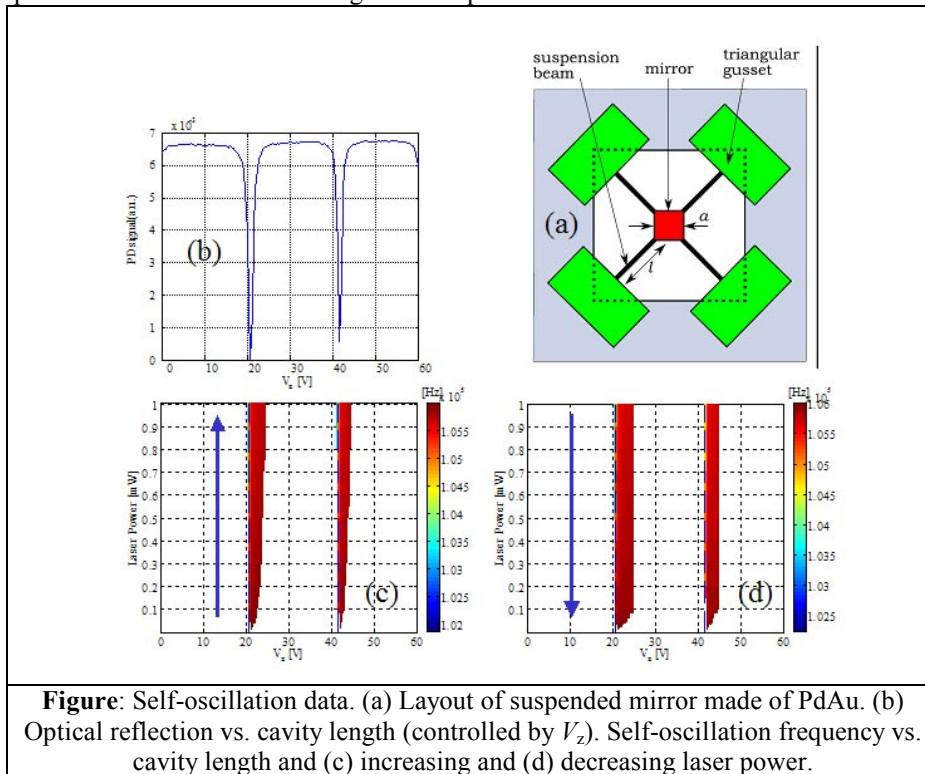 suspension
beam
mirror
triangular
gusset
(a)
a
l
x 10
7
6
5
4
3
2
1
0
PD signal(a.u.)
(b)
0 10 20 30 40 50 60
V_z [V]
[Hz] x 10^5
1
0.9
0.8
0.7
0.6
0.5
0.4
0.3
0.2
0.1
Laser Power [mW]
(c)
0 10 20 30 40 50 60
V_z [V]
1.055
1.05
1.045
1.04
1.035
1.03
1.025
1.02
[Hz] x 10^5
1
0.9
0.8
0.7
0.6
0.5
0.4
0.3
0.2
0.1
Laser Power [mW]
(d)
0 10 20 30 40 50 60
V_z [V]
1.05
1.045
1.04
1.035
1.03
1.025
Figure: Self-oscillation data. (a) Layout of suspended mirror made of PdAu. (b)
Optical reflection vs. cavity length (controlled by V_z). Self-oscillation frequency vs.
cavity length and (c) increasing and (d) decreasing laser power.